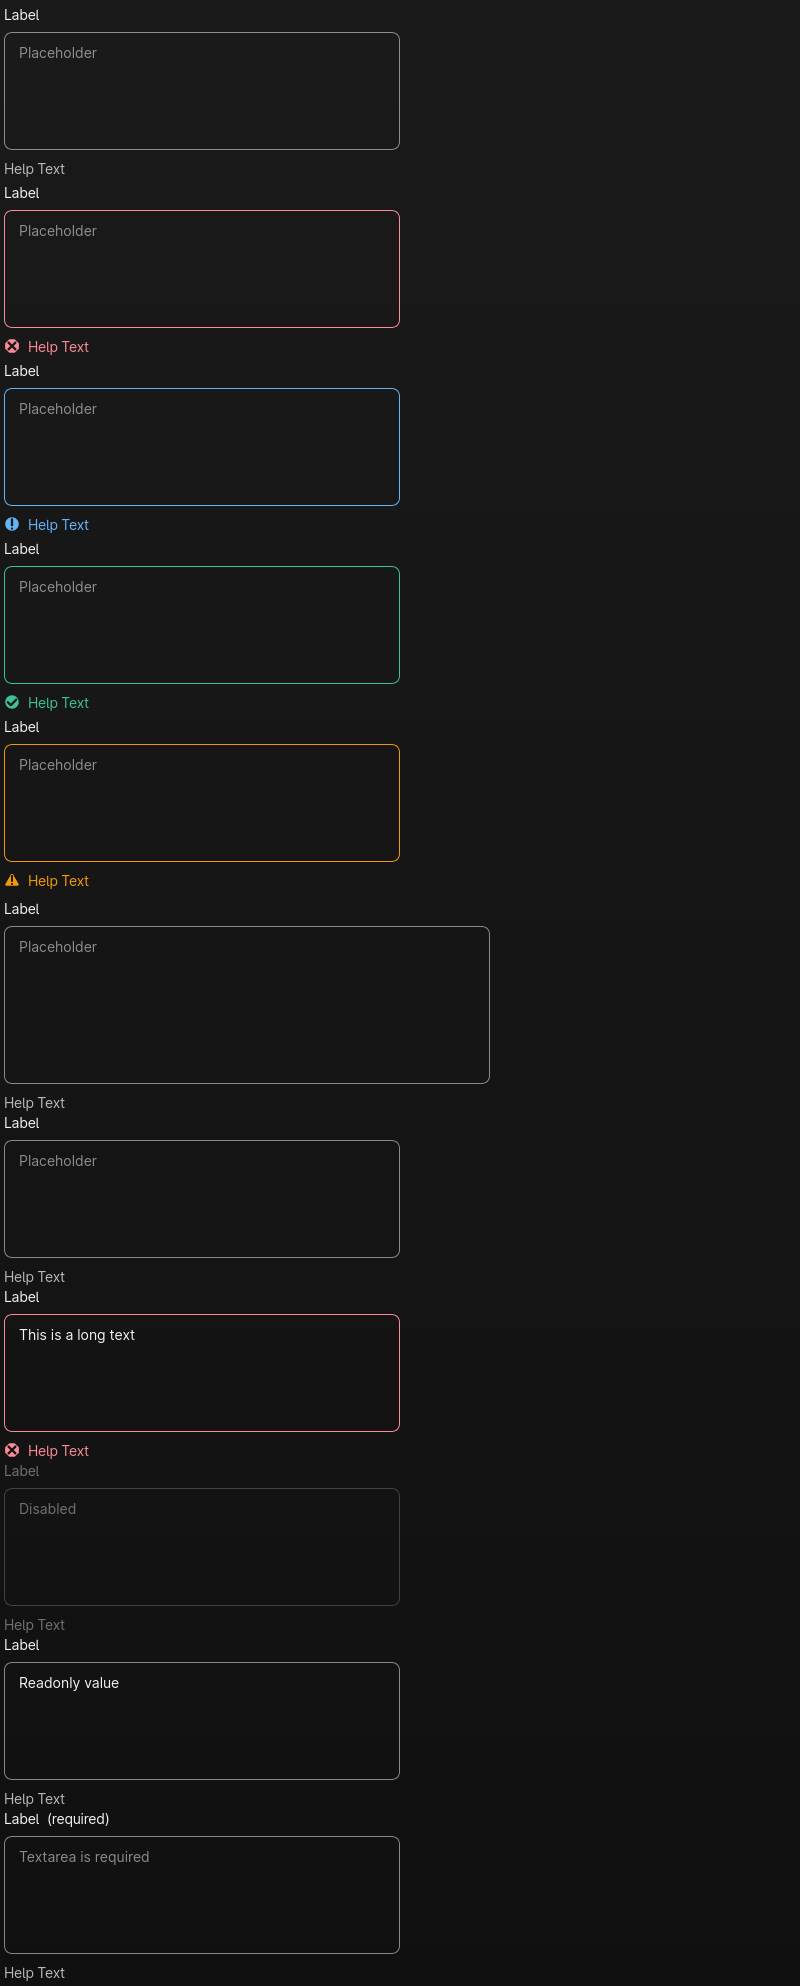 Label
Placeholder
Help Text
Label
Placeholder
Help Text
Label
Placeholder
Help Text
Label
Placeholder
Help Text
Label
Placeholder
Help Text
Label
Placeholder
Help Text
Label
Placeholder
Help Text
Label
This is a long text
Help Text
Label
Disabled
Help Text
Label
Readonly value
Help Text
Label (required)
Textarea is required
Help Text